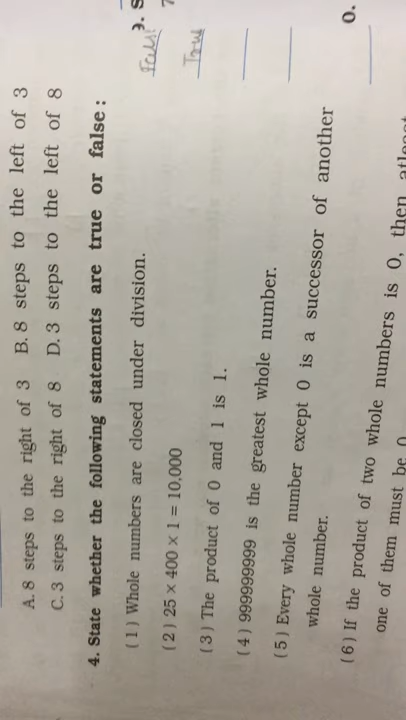 A. 8 steps to the right of 3 B. 8 steps to the left of 3
C. 3 steps to the right of 8 D. 3 steps to the left of 8
4. State whether the following statements are true or false :
(1) Whole numbers are closed under division. False
(2) 25 × 400 × 1 = 10,000 True
(3) The product of 0 and 1 is 1.
(4) 999999999 is the greatest whole number.
(5) Every whole number except 0 is a successor of another
whole number.
(6) If the product of two whole numbers is 0, then atleast
one of them must be 0